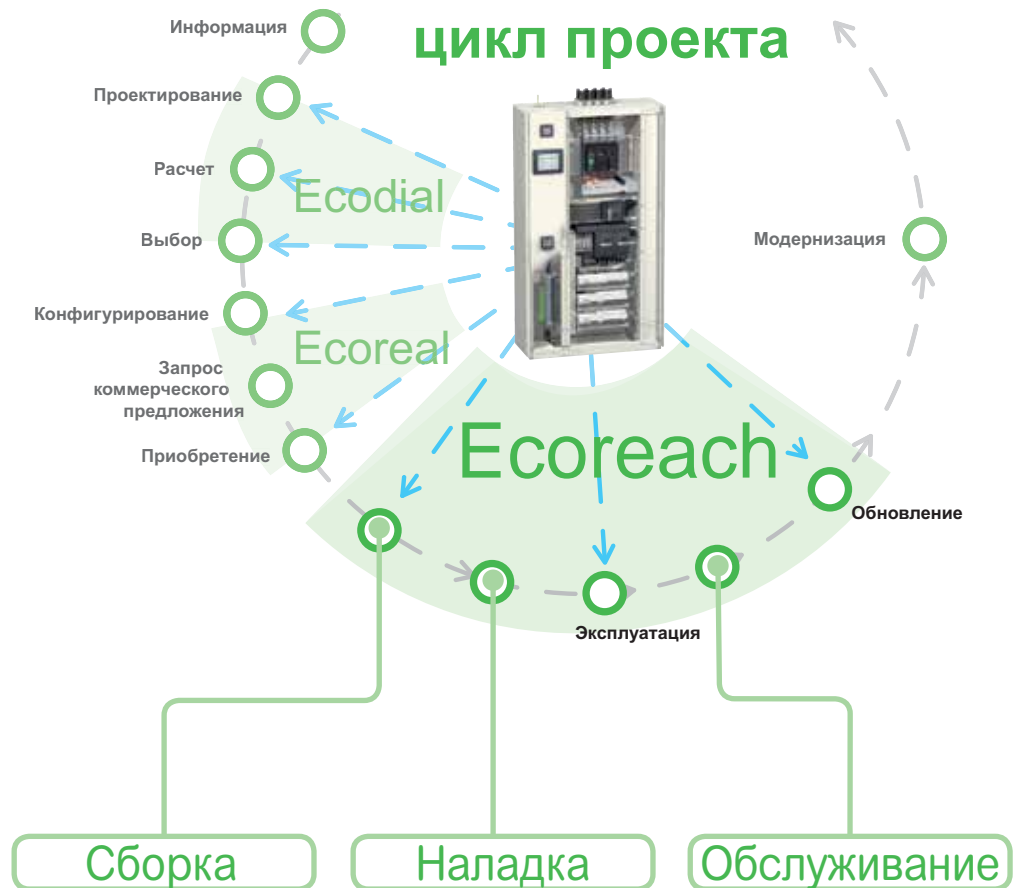 цикл проекта
Информация
Проектирование
Расчет
Выбор
Конфигурирование
Запрос
коммерческого
предложения
Приобретение
Ecodial
Ecoreal
Ecoreach
Модернизация
Обновление
Эксплуатация
Сборка
Наладка
Обслуживание